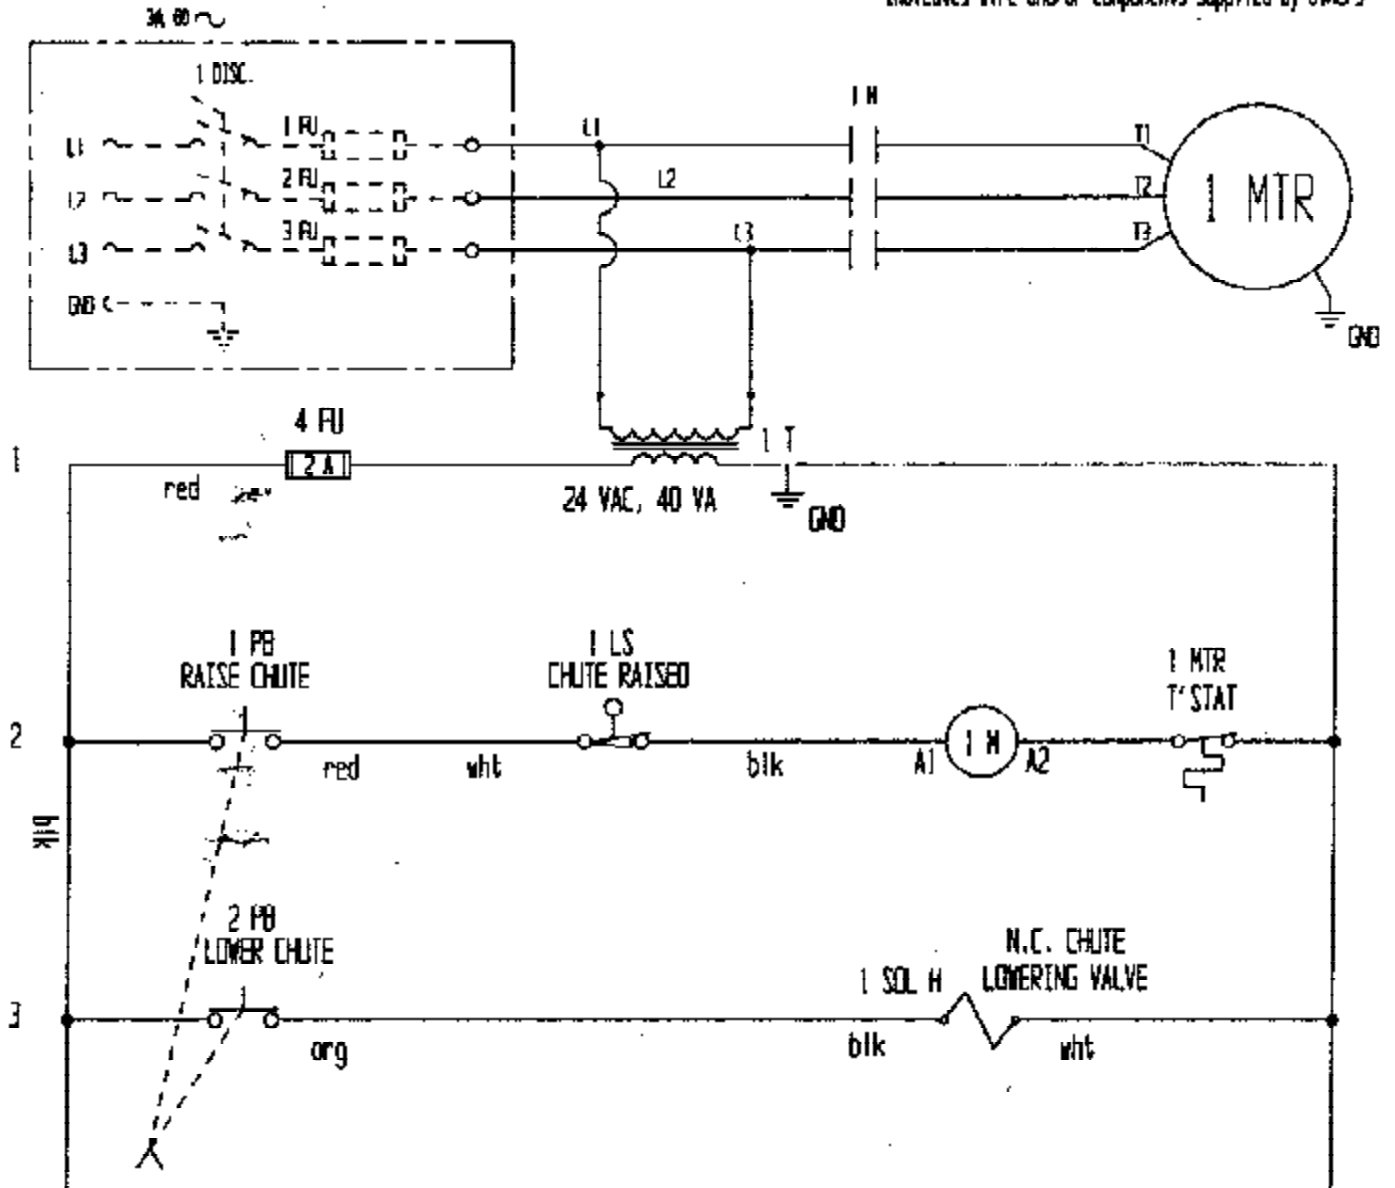 1 DISC.
1 FU
L1
2 FU
L2
3 FU
L3
GND
L1
L2
L3
1 M
T1
T2
T3
1 MTR
GND
1
4 FU
2 A
red
1 T
24 VAC, 40 VA
GND
2
1 PB
RAISE CHUTE
1 LS
CHUTE RAISED
1 MTR
T'STAT
red
wht
blk
A1
1 M
A2
blk
3
2 PB
LOWER CHUTE
org
1 SOL H
N.C. CHUTE
LOWERING VALVE
blk
wht